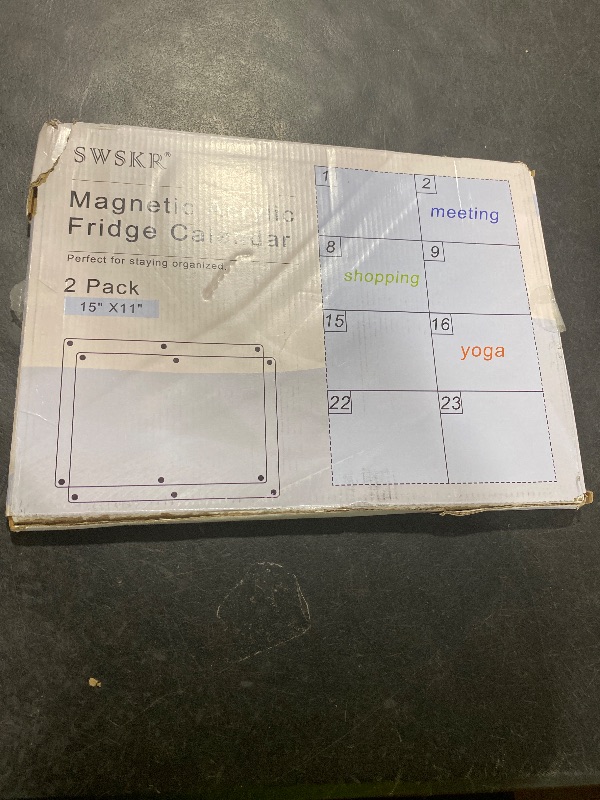 SWSKR®
Magnetic
Fridge
Perfect for staying organized.
2 Pack
15" X11"
1
2
meeting
8
9
shopping
15
16
yoga
22
23